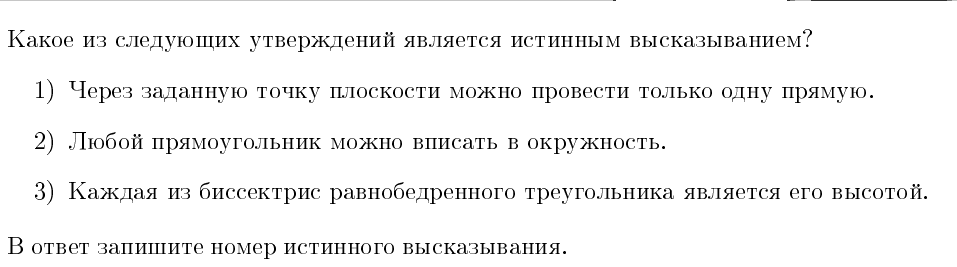 Какое из следующих утверждений является истинным высказыванием?
1) Через заданную точку плоскости можно провести только одну прямую.
2) Любой прямоугольник можно вписать в окружность.
3) Каждая из биссектрис равнобедренного треугольника является его высотой.
В ответ запишите номер истинного высказывания.